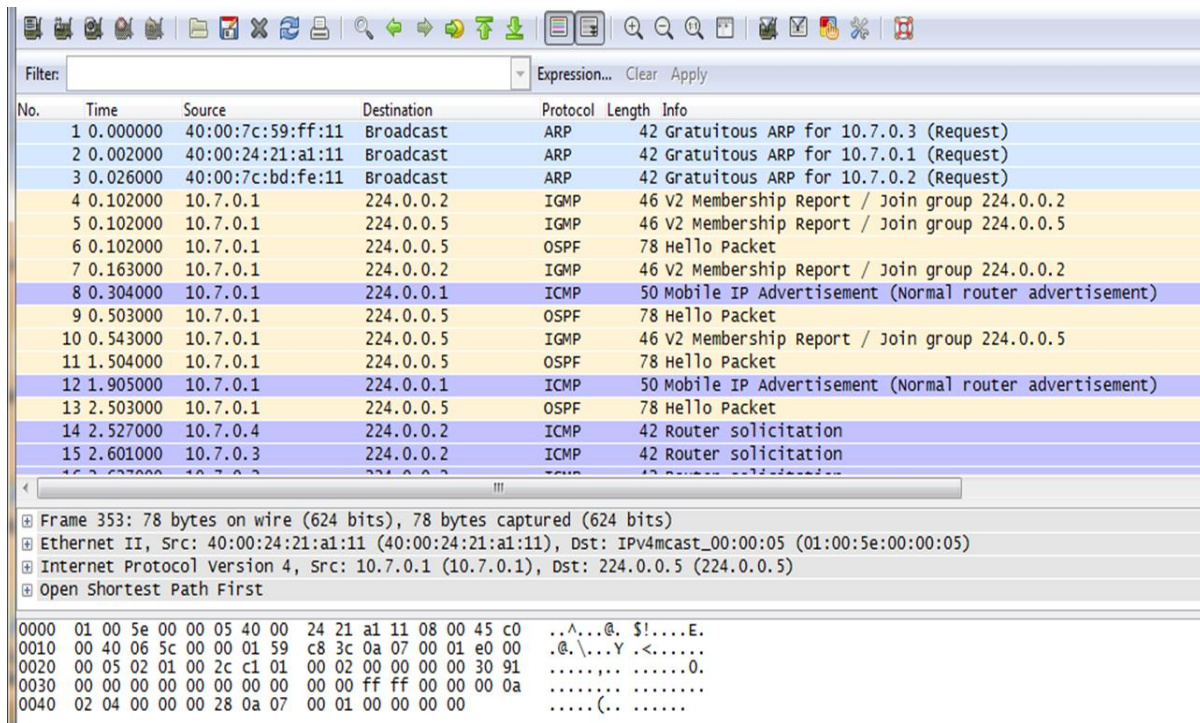 Filter: Expression... Clear Apply
No. Time Source Destination Protocol Length Info
1 0.000000 40:00:7c:59:ff:11 Broadcast ARP 42 Gratuitous ARP for 10.7.0.3 (Request)
2 0.002000 40:00:24:21:a1:11 Broadcast ARP 42 Gratuitous ARP for 10.7.0.1 (Request)
3 0.026000 40:00:7c:bd:fe:11 Broadcast ARP 42 Gratuitous ARP for 10.7.0.2 (Request)
4 0.102000 10.7.0.1 224.0.0.2 IGMP 46 V2 Membership Report / Join group 224.0.0.2
5 0.102000 10.7.0.1 224.0.0.5 IGMP 46 V2 Membership Report / Join group 224.0.0.5
6 0.102000 10.7.0.1 224.0.0.5 OSPF 78 Hello Packet
7 0.163000 10.7.0.1 224.0.0.2 IGMP 46 V2 Membership Report / Join group 224.0.0.2
8 0.304000 10.7.0.1 224.0.0.1 ICMP 50 Mobile IP Advertisement (Normal router advertisement)
9 0.503000 10.7.0.1 224.0.0.5 OSPF 78 Hello Packet
10 0.543000 10.7.0.1 224.0.0.5 IGMP 46 V2 Membership Report / Join group 224.0.0.5
11 1.504000 10.7.0.1 224.0.0.5 OSPF 78 Hello Packet
12 1.905000 10.7.0.1 224.0.0.1 ICMP 50 Mobile IP Advertisement (Normal router advertisement)
13 2.503000 10.7.0.1 224.0.0.5 OSPF 78 Hello Packet
14 2.527000 10.7.0.4 224.0.0.2 ICMP 42 Router solicitation
15 2.601000 10.7.0.3 224.0.0.2 ICMP 42 Router solicitation
Frame 353: 78 bytes on wire (624 bits), 78 bytes captured (624 bits)
Ethernet II, Src: 40:00:24:21:a1:11 (40:00:24:21:a1:11), Dst: IPv4mcast_00:00:05 (01:00:5e:00:00:05)
Internet Protocol Version 4, Src: 10.7.0.1 (10.7.0.1), Dst: 224.0.0.5 (224.0.0.5)
Open Shortest Path First
0000 01 00 5e 00 00 05 40 00 24 21 a1 11 08 00 45 c0 ..^...@. $!....E.
0010 00 40 06 5c 00 00 01 59 c8 3c 0a 07 00 01 e0 00 .@.\...Y .<......
0020 00 05 02 01 00 2c c1 01 00 02 00 00 00 00 30 91 .....,.. ......0.
0030 00 00 00 00 00 00 00 00 00 00 ff ff 00 00 00 0a ........ ........
0040 02 04 00 00 00 28 0a 07 00 01 00 00 00 00 .....(.. ......